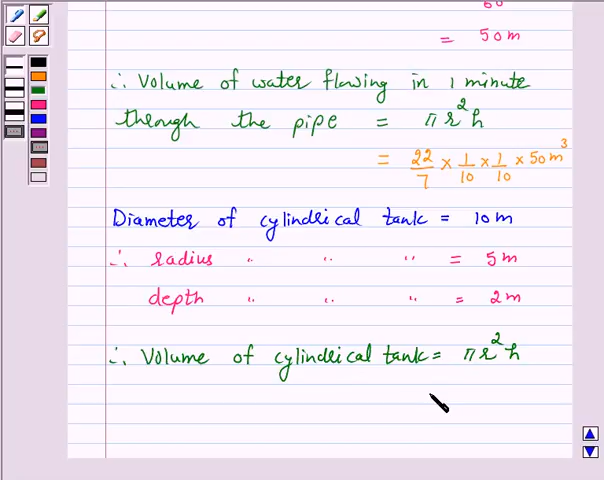 60
= 50 m
∴ Volume of water flowing in 1 minute
through the pipe = πr²h
= 22/7 × 1/10 × 1/10 × 50 m³
Diameter of cylindrical tank = 10 m
∴ radius " " " = 5 m
depth " " " = 2 m
∴ Volume of cylindrical tank = πr²h